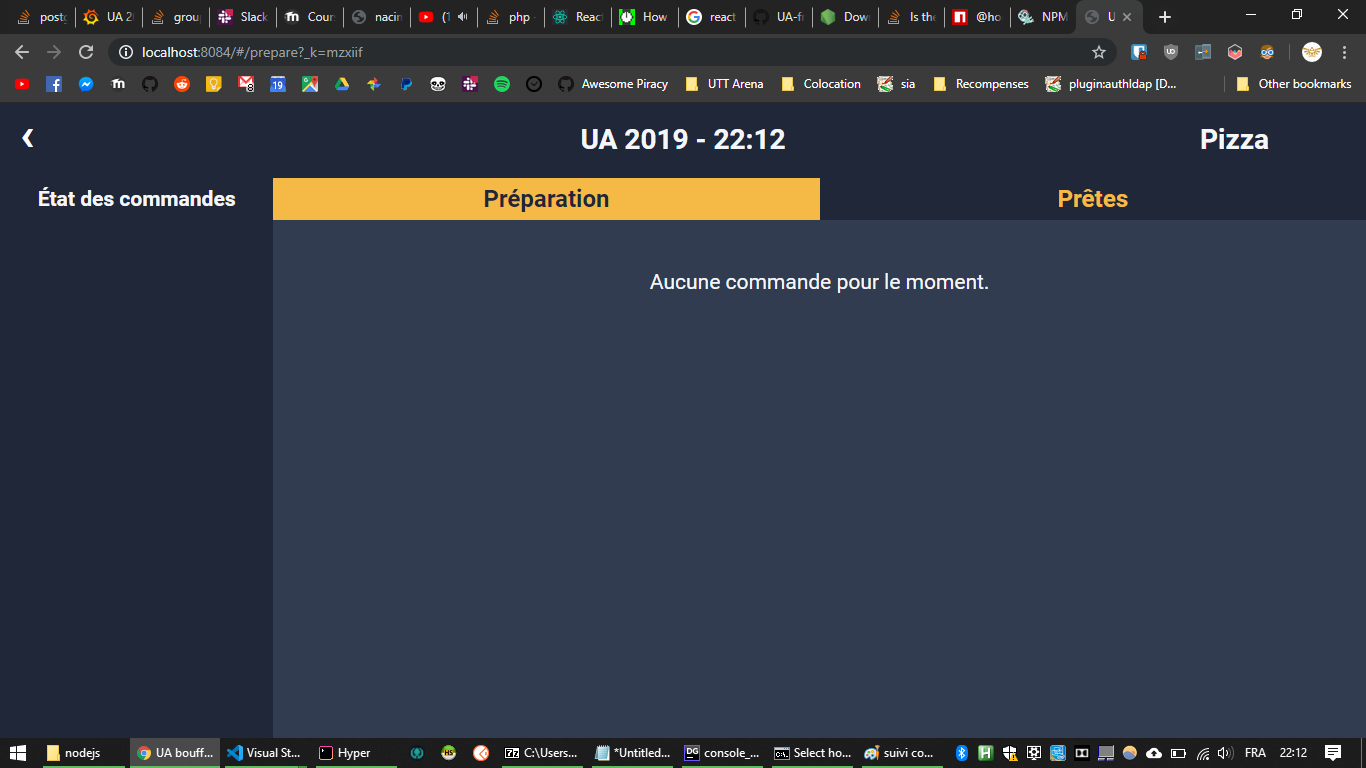 postg
UA 2
group
Slack
Cour
nacin
(1
php
React
How
react
UA-fr
Down
Is the
@ho
NPM
U
localhost:8084/#/prepare?_k=mzxiif
Awesome Piracy
UTT Arena
Colocation
sia
Recompenses
plugin:authldap [D...
Other bookmarks
UA 2019 - 22:12
Pizza
État des commandes
Préparation
Prêtes
Aucune commande pour le moment.
nodejs
UA bouff...
Visual St...
Hyper
C:\Users...
*Untitled...
console_...
Select ho...
suivi co...
FRA
22:12